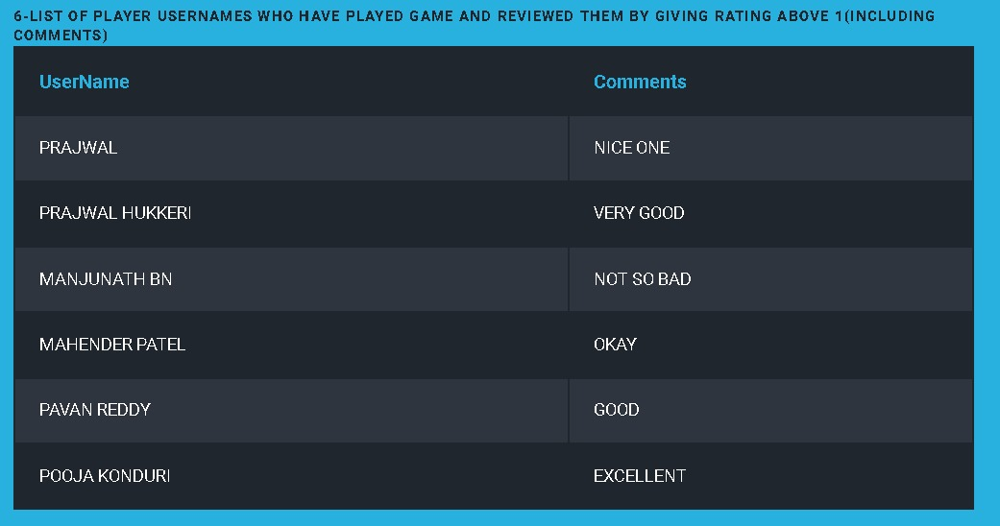 6-LIST OF PLAYER USERNAMES WHO HAVE PLAYED GAME AND REVIEWED THEM BY GIVING RATING ABOVE 1(INCLUDING
COMMENTS)
UserName Comments
PRAJWAL NICE ONE
PRAJWAL HUKKERI VERY GOOD
MANJUNATH BN NOT SO BAD
MAHENDER PATEL OKAY
PAVAN REDDY GOOD
POOJA KONDURI EXCELLENT